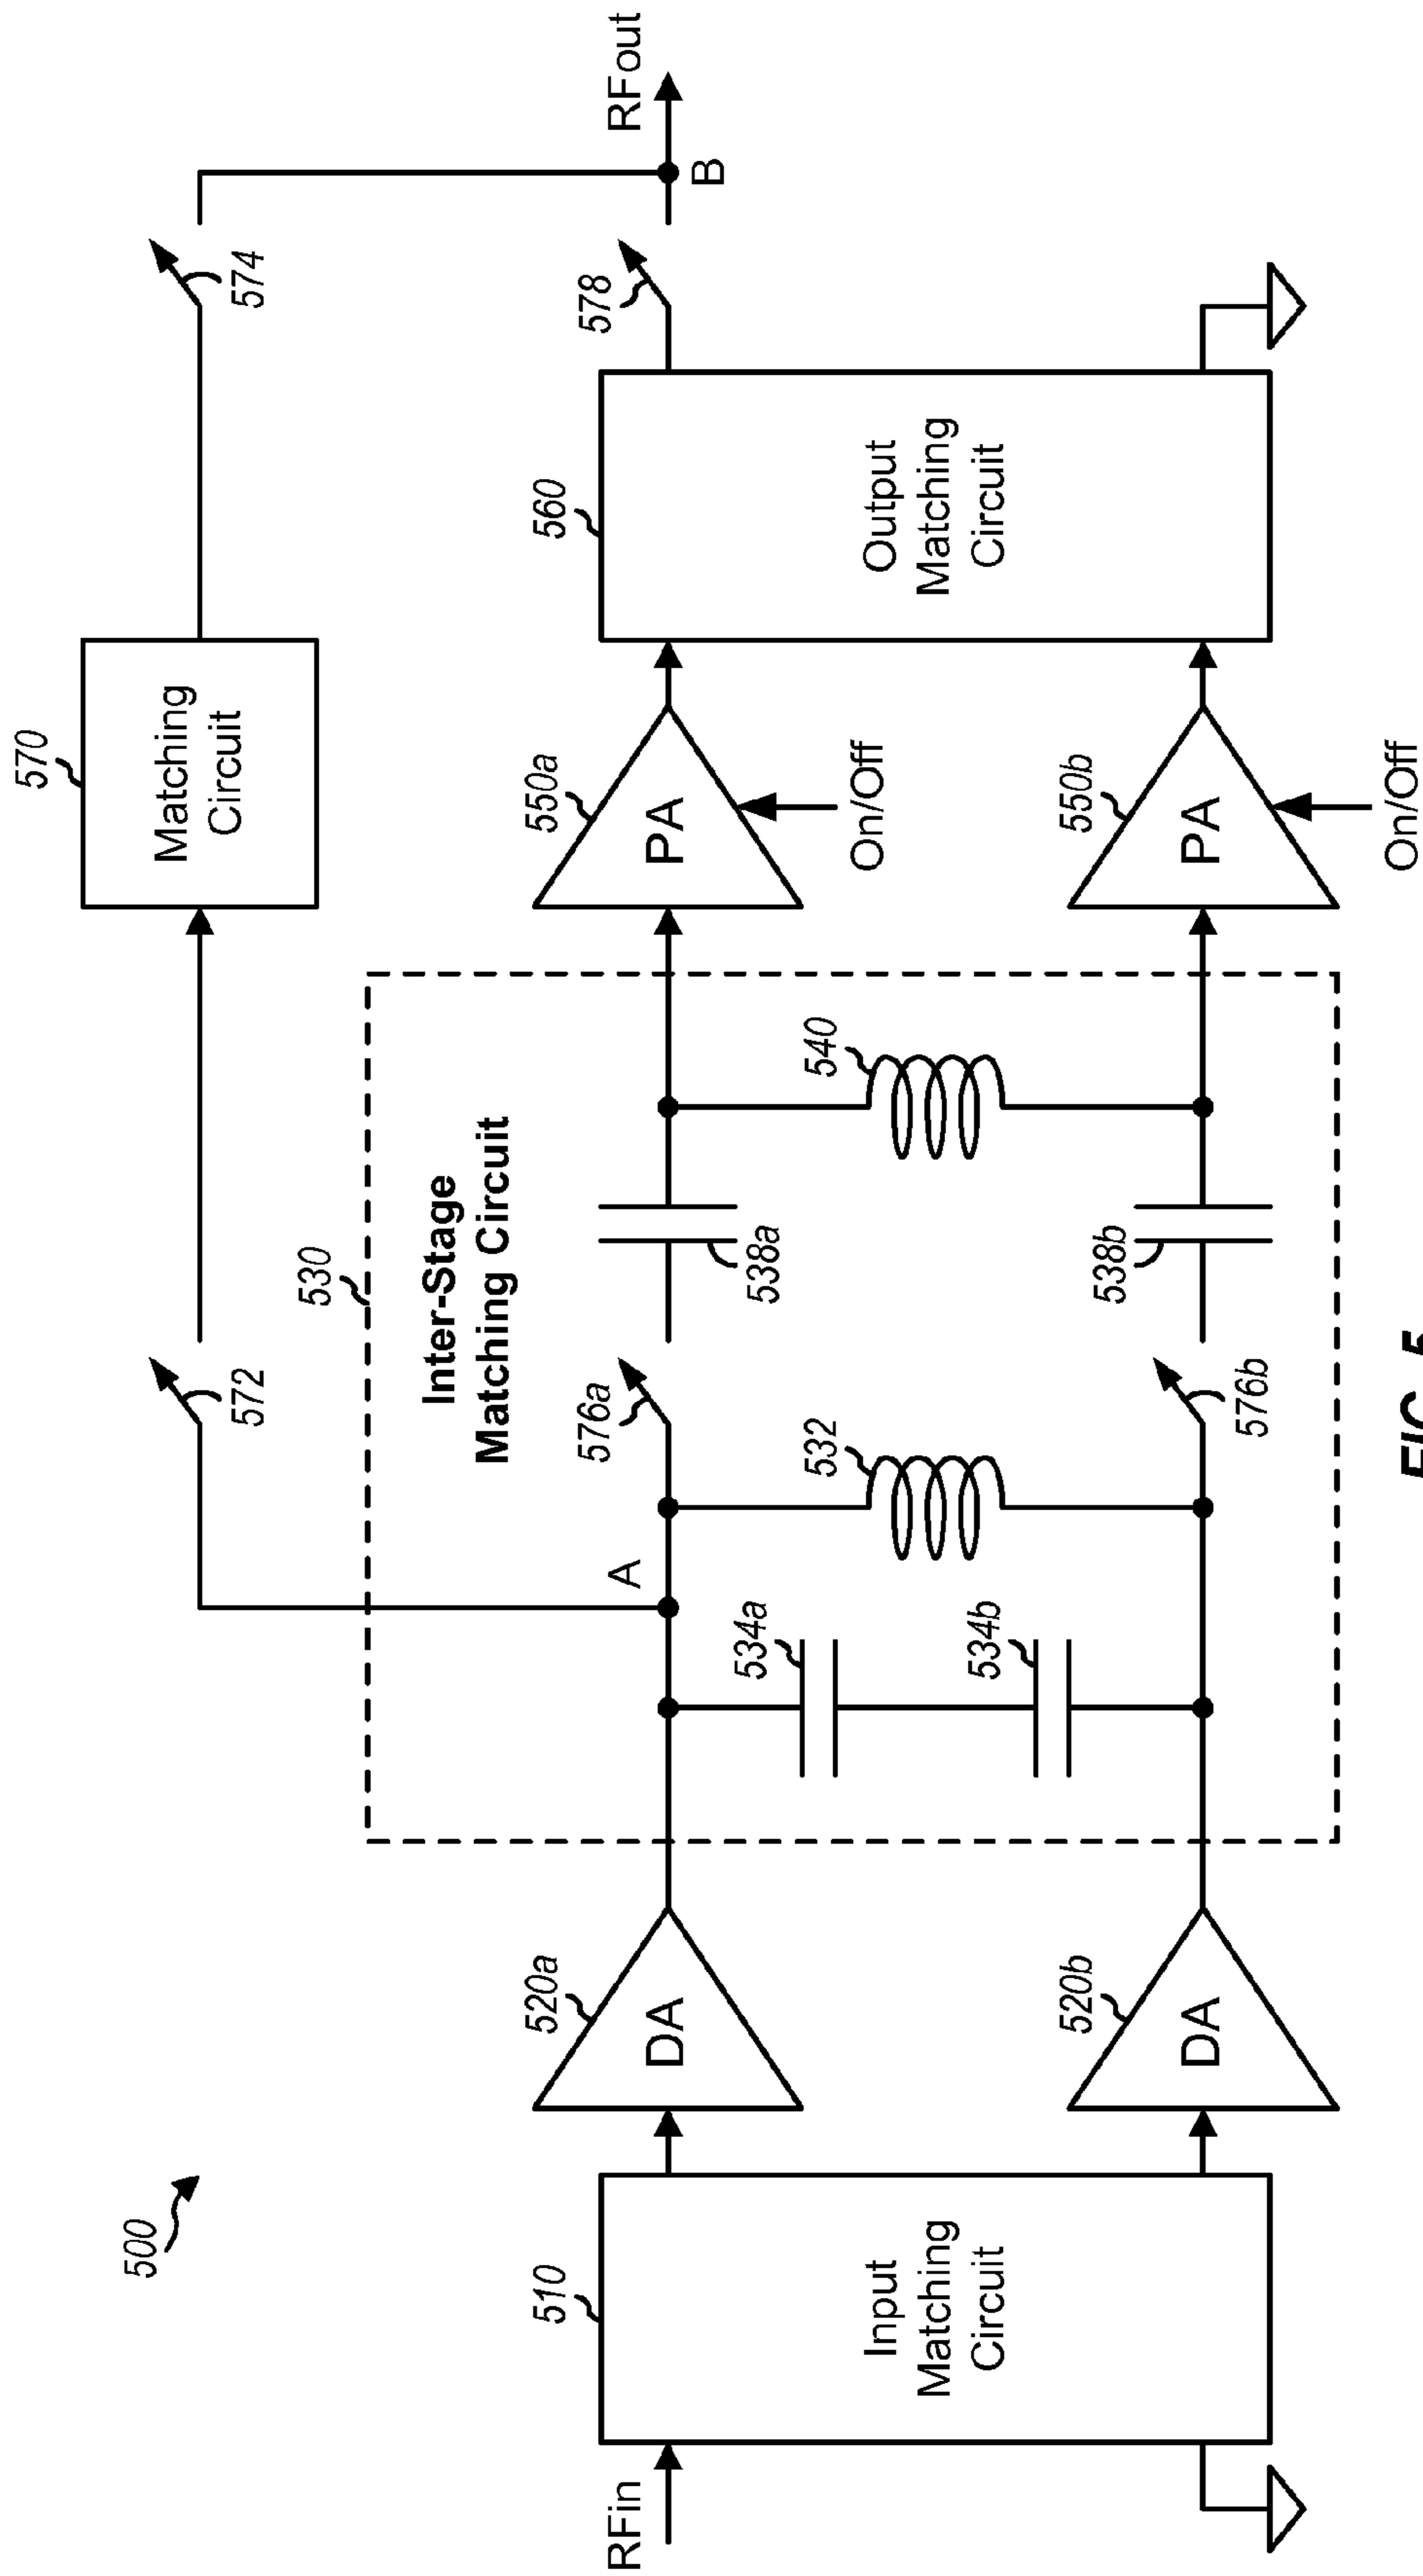 500
570
Matching
Circuit
572
574
530
Inter-Stage
Matching Circuit
RFin
510
Input
Matching
Circuit
520a
DA
520b
DA
A
534a
534b
532
576a
576b
538a
538b
540
550a
PA
On/Off
550b
PA
On/Off
560
Output
Matching
Circuit
578
B
RFout
FIG. 5